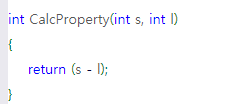 int CalcProperty(int s, int l)
{
return (s - l);
}